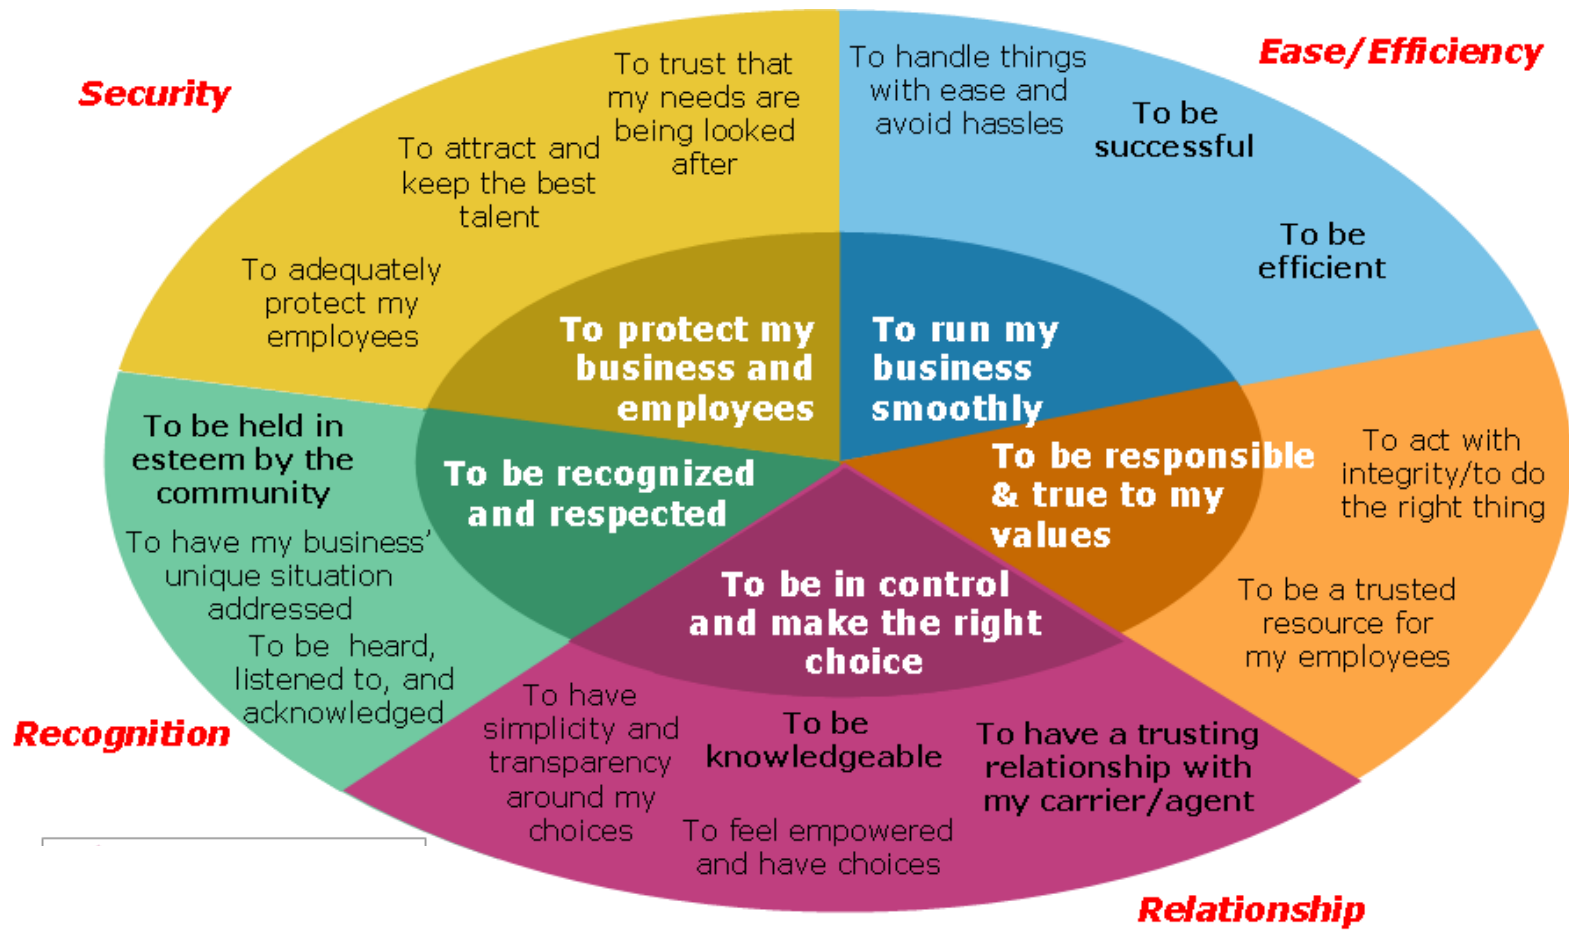 Security
To trust that
my needs are
being looked
after
To attract and
keep the best
talent
To adequately
protect my
employees
To protect my
business and
employees
Ease/Efficiency
To handle things
with ease and
avoid hassles
To be
successful
To be
efficient
To run my
business
smoothly
To be responsible
& true to my
values
To act with
integrity/to do
the right thing
To be a trusted
resource for
my employees
To be recognized
and respected
To be held in
esteem by the
community
To have my business’
unique situation
addressed
To be heard,
listened to, and
acknowledged
Recognition
To be in control
and make the right
choice
To have
simplicity and
transparency
around my
choices
To be
knowledgeable
To feel empowered
and have choices
To have a trusting
relationship with
my carrier/agent
Relationship